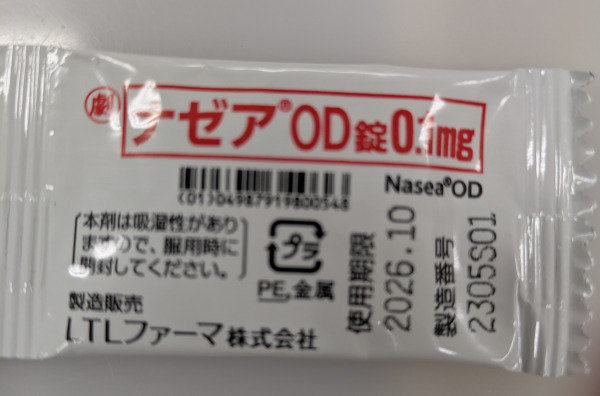 劇 ナゼア®OD錠0.1mg
(01)04987919800548
Nasea®OD
本剤は吸湿性があり
ますので、服用時に
開封してください。
プラ
PE,金属
製造販売
LTLファーマ株式会社
使用期限
2026.10
製造番号
2305S01